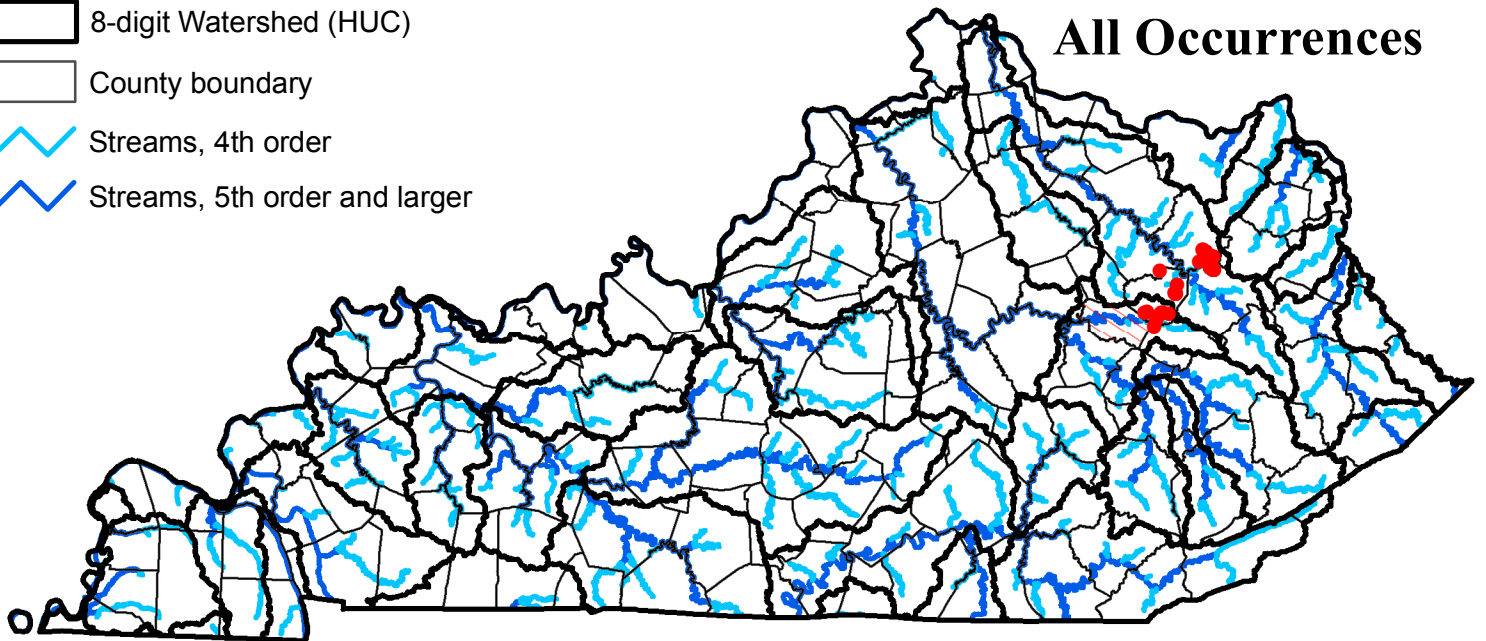 8-digit Watershed (HUC)
All Occurrences
County boundary
Streams, 4th order
Streams, 5th order and larger